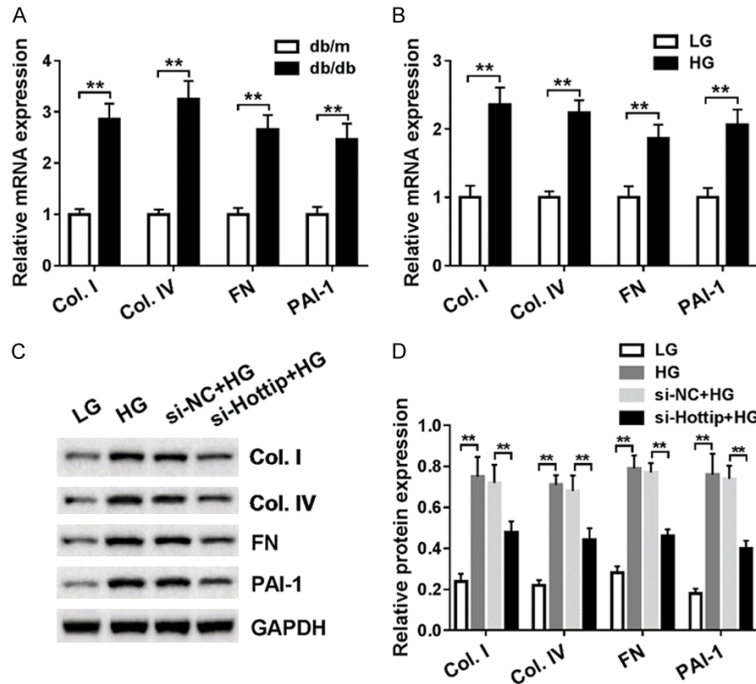 A
Relative mRNA expression
db/m
db/db
4
3
2
1
0
** ** ** **
Col. I Col. IV FN PAI-1
B
Relative mRNA expression
LG
HG
3
2
1
0
** ** ** **
Col. I Col. IV FN PAI-1
C
LG HG si-NC+HG si-Hottip+HG
Col. I
Col. IV
FN
PAI-1
GAPDH
D
Relative protein expression
LG
HG
si-NC+HG
si-Hottip+HG
1.0
0.8
0.6
0.4
0.2
0.0
** ** ** ** ** ** ** **
Col. I Col. IV FN PAI-1